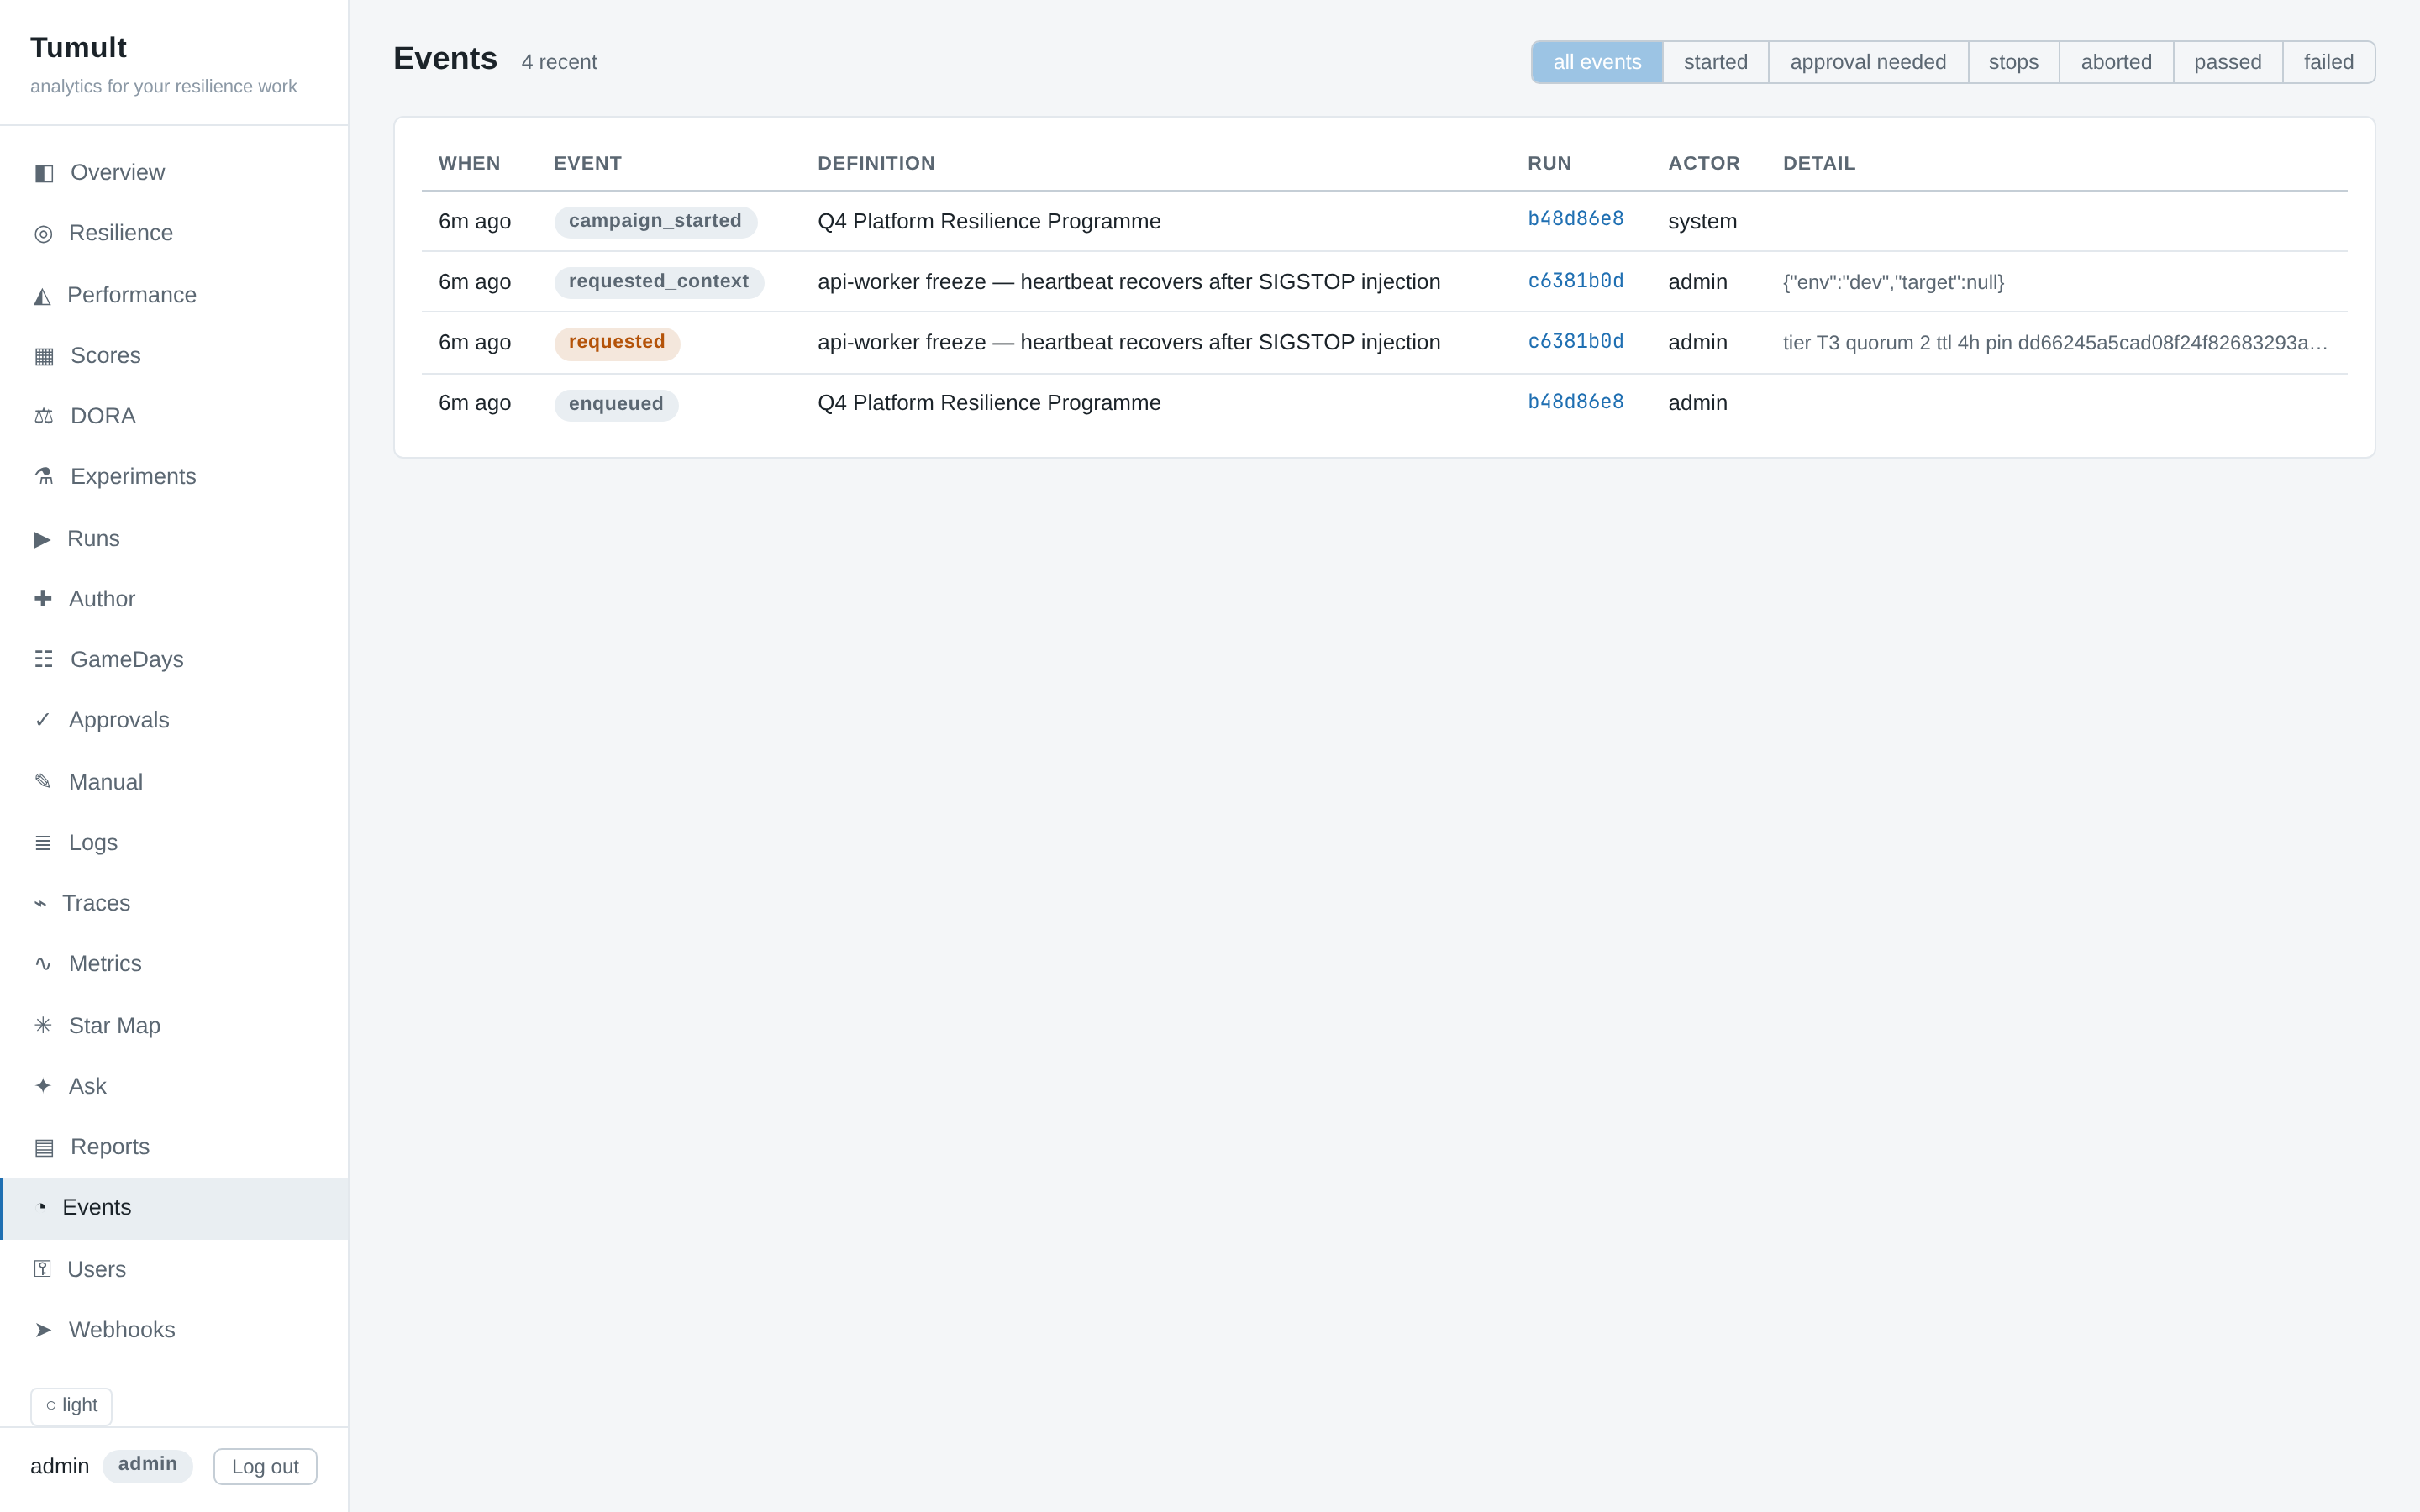 Tumult
analytics for your resilience work
Overview
Resilience
Performance
Scores
DORA
Experiments
Runs
Author
GameDays
Approvals
Manual
Logs
Traces
Metrics
Star Map
Ask
Reports
Events
Users
Webhooks
light
admin admin Log out
Events 4 recent
all events started approval needed stops aborted passed failed
WHEN EVENT DEFINITION RUN ACTOR DETAIL
6m ago campaign_started Q4 Platform Resilience Programme b48d86e8 system
6m ago requested_context api-worker freeze — heartbeat recovers after SIGSTOP injection c6381b0d admin {"env":"dev","target":null}
6m ago requested api-worker freeze — heartbeat recovers after SIGSTOP injection c6381b0d admin tier T3 quorum 2 ttl 4h pin dd66245a5cad08f24f82683293a…
6m ago enqueued Q4 Platform Resilience Programme b48d86e8 admin